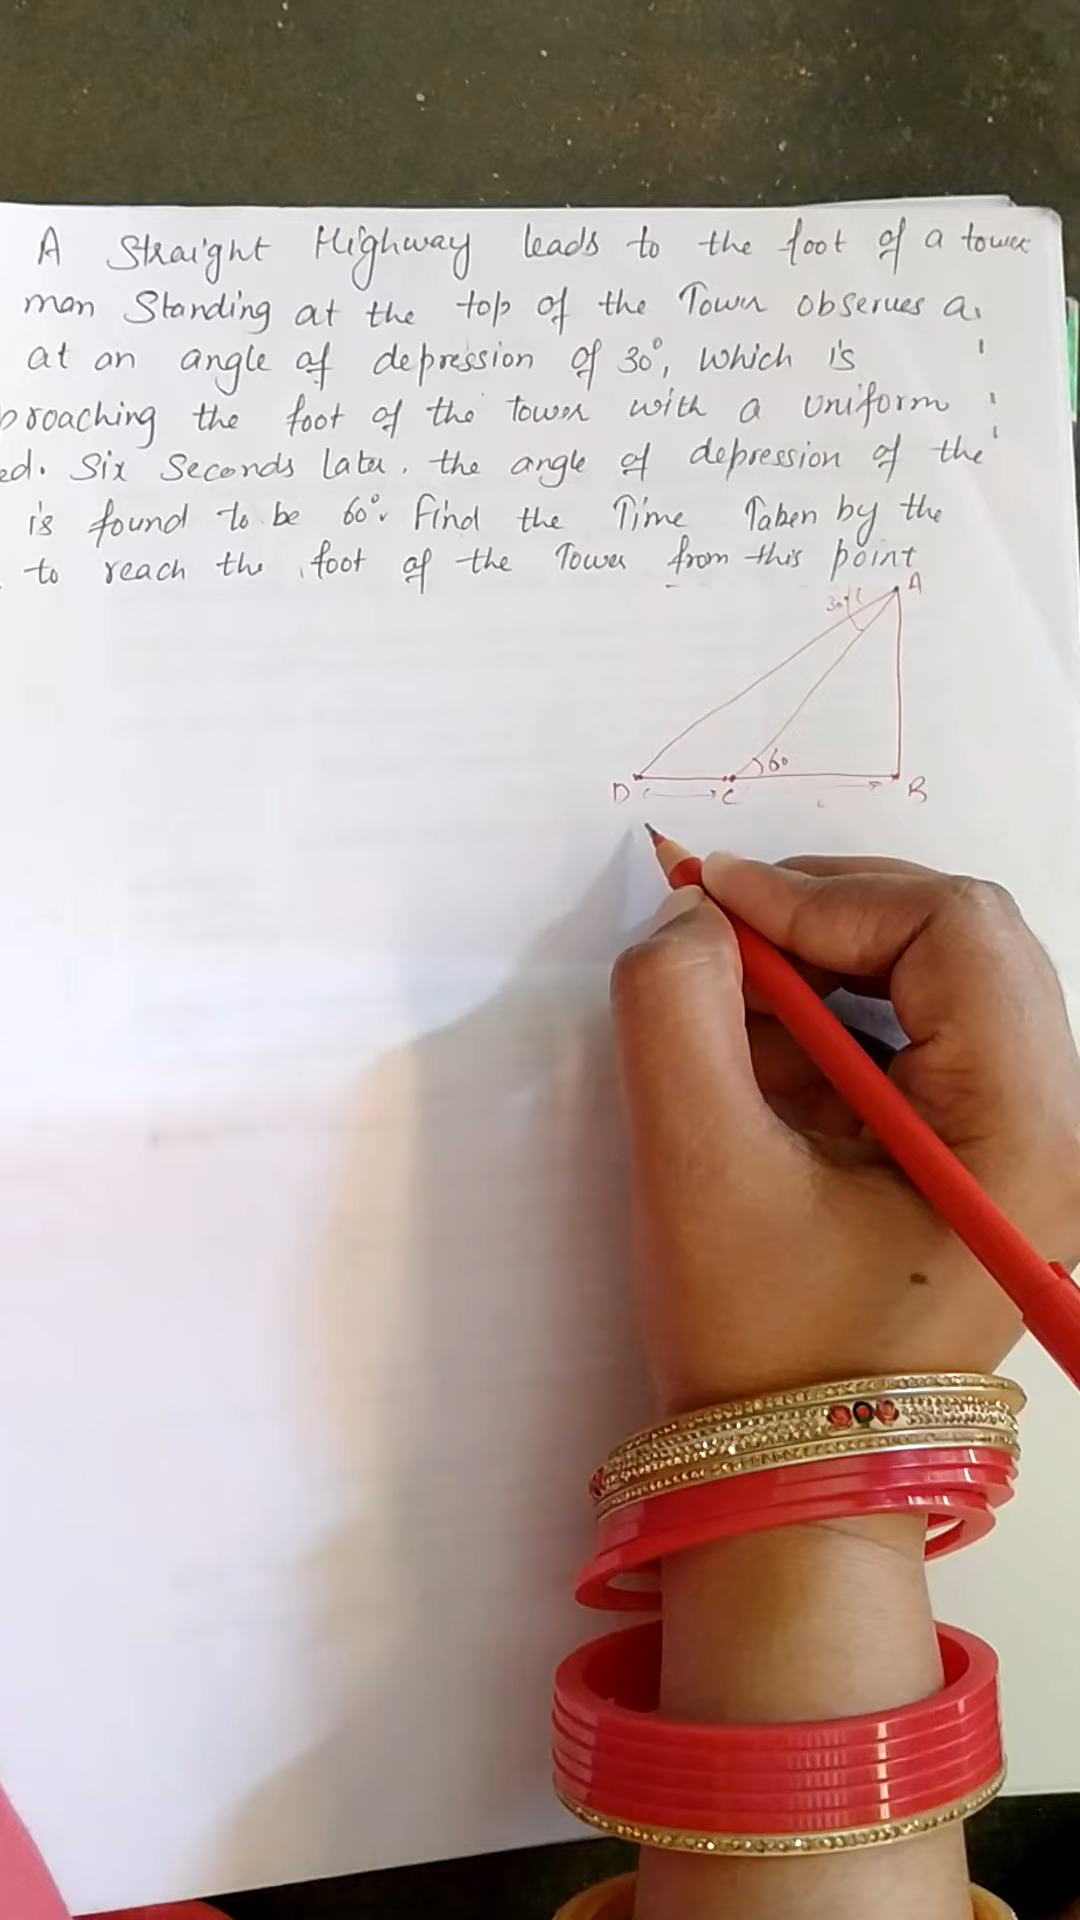 A Straight Highway leads to the foot of a tower
man Standing at the top of the Tower observes a
at an angle of depression of 30°, which is
proaching the foot of the tower with a uniform
ed. Six Seconds Later. the angle of depression of the
is found to be 60°. Find the Time Taken by the
to reach the foot of the Tower from this point
A
30°
60
D C B